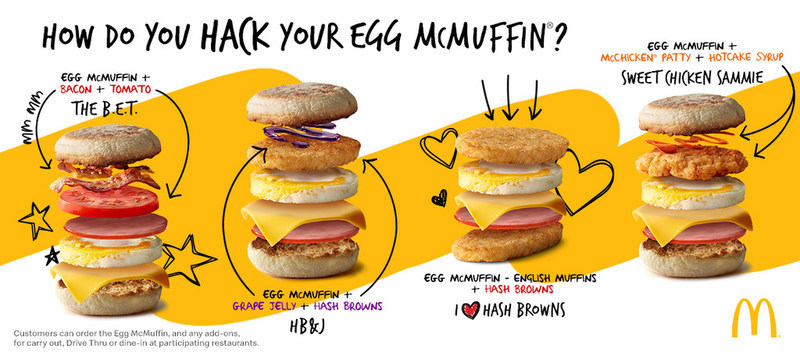 HOW DO YOU HACK YOUR EGG McMUFFIN®?
EGG McMUFFIN +
BACON + TOMATO
THE B.E.T.
MM MM
EGG McMUFFIN +
GRAPE JELLY + HASH BROWNS
HB&J
EGG McMUFFIN - ENGLISH MUFFINS
+ HASH BROWNS
I ❤ HASH BROWNS
EGG McMUFFIN +
McCHICKEN® PATTY + HOTCAKE SYRUP
SWEET CHICKEN SAMMIE
Customers can order the Egg McMuffin, and any add-ons,
for carry out, Drive Thru or dine-in at participating restaurants.
M